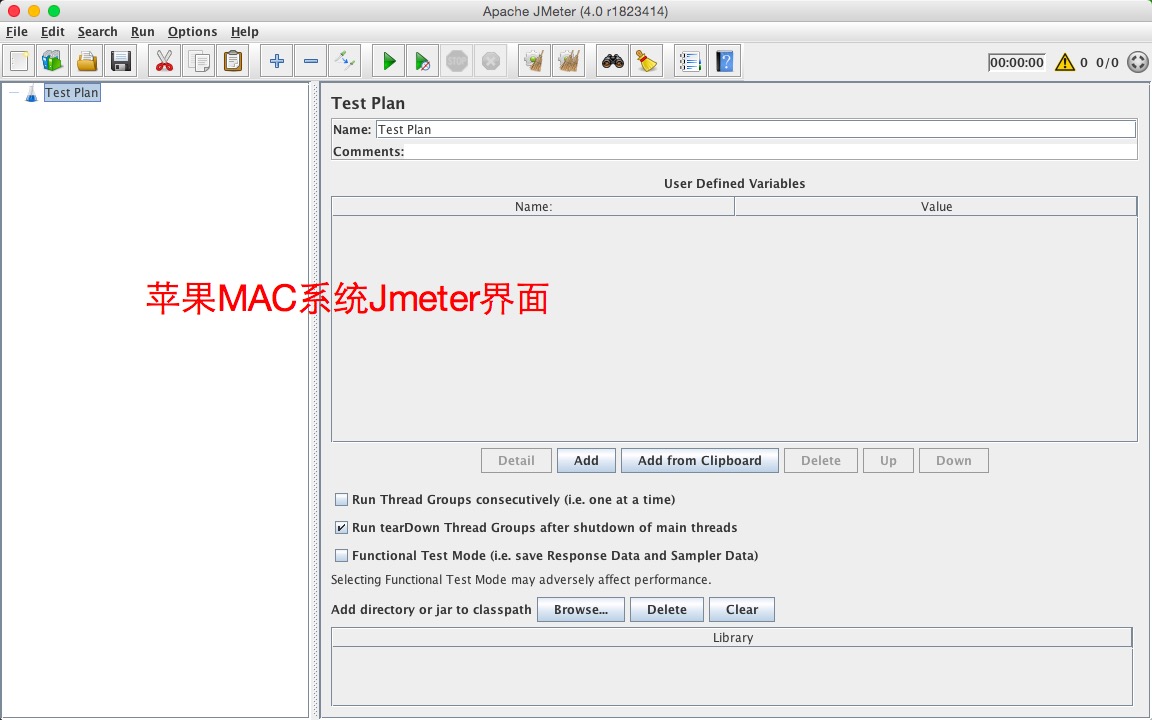 Apache JMeter (4.0 r1823414)
File Edit Search Run Options Help
STOP
00:00:00 0 0/0
Test Plan
Test Plan
Name: Test Plan
Comments:
User Defined Variables
Name: Value
苹果MAC系统Jmeter界面
Detail Add Add from Clipboard Delete Up Down
Run Thread Groups consecutively (i.e. one at a time)
Run tearDown Thread Groups after shutdown of main threads
Functional Test Mode (i.e. save Response Data and Sampler Data)
Selecting Functional Test Mode may adversely affect performance.
Add directory or jar to classpath Browse... Delete Clear
Library